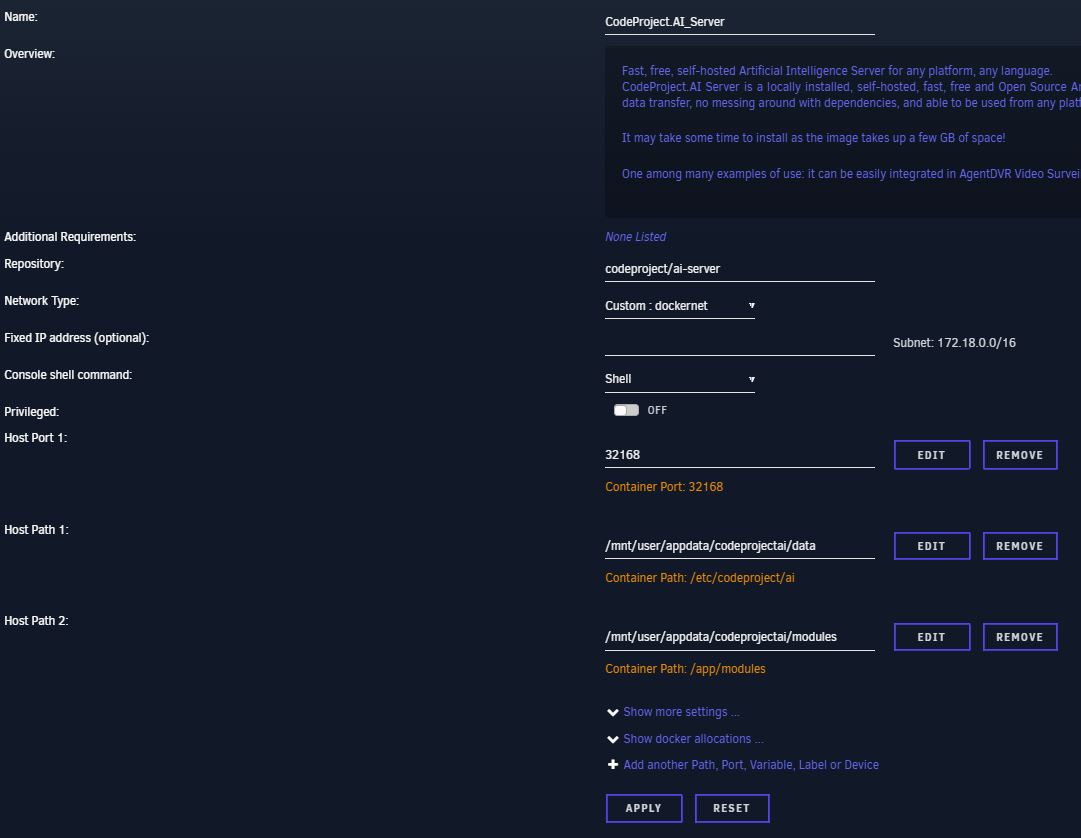 Name:
CodeProject.AI_Server
Overview:
Fast, free, self-hosted Artificial Intelligence Server for any platform, any language.
CodeProject.AI Server is a locally installed, self-hosted, fast, free and Open Source
data transfer, no messing around with dependencies, and able to be used from any
It may take some time to install as the image takes up a few GB of space!
One among many examples of use: it can be easily integrated in AgentDVR Video
Additional Requirements:
None Listed
Repository:
codeproject/ai-server
Network Type:
Custom : dockernet
Fixed IP address (optional):
Subnet: 172.18.0.0/16
Console shell command:
Shell
Privileged:
OFF
Host Port 1:
32168
EDIT
REMOVE
Container Port: 32168
Host Path 1:
/mnt/user/appdata/codeprojectai/data
EDIT
REMOVE
Container Path: /etc/codeproject/ai
Host Path 2:
/mnt/user/appdata/codeprojectai/modules
EDIT
REMOVE
Container Path: /app/modules
Show more settings ...
Show docker allocations ...
Add another Path, Port, Variable, Label or Device
APPLY
RESET